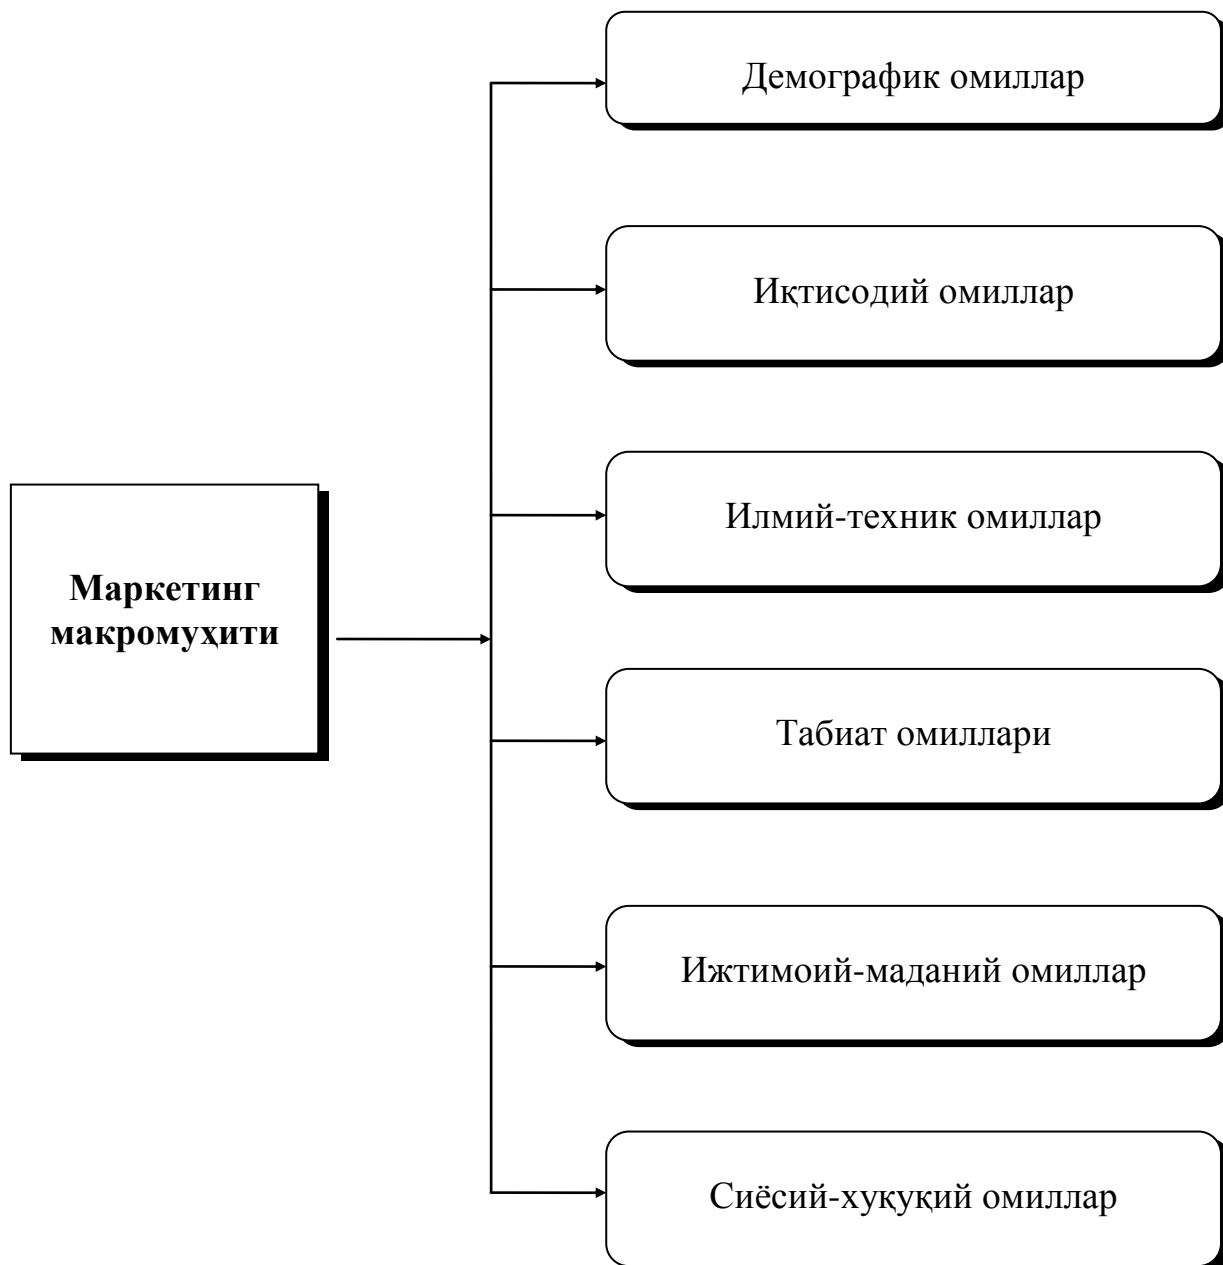 Демографик омиллар
Иқтисодий омиллар
Илмий-техник омиллар
Маркетинг
макромуҳити
Табиат омиллари
Ижтимоий-маданий омиллар
Сиёсий-хуқуқий омиллар